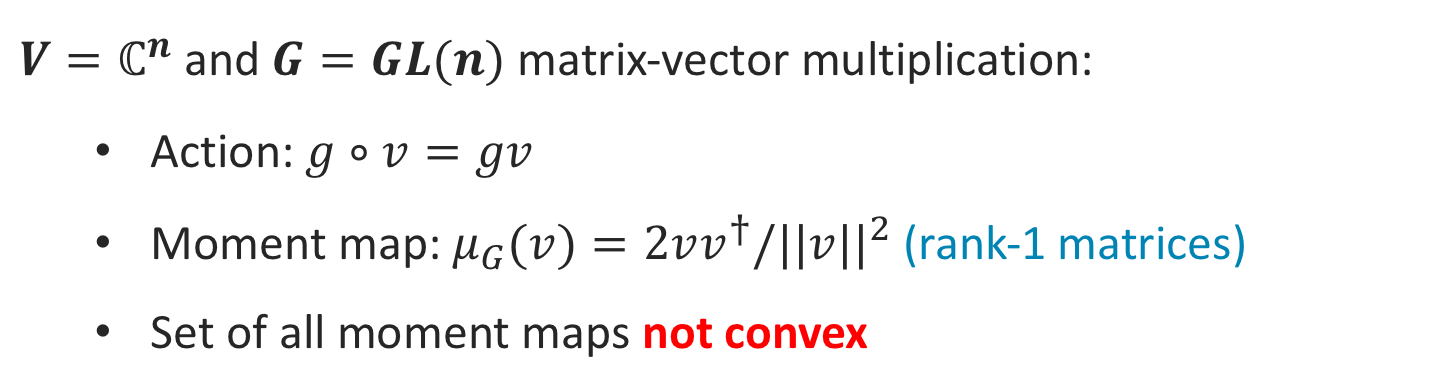 V = ℂⁿ and G = GL(n) matrix-vector multiplication:
• Action: g ∘ v = gv
• Moment map: μ_G(v) = 2vv†/||v||² (rank-1 matrices)
• Set of all moment maps not convex